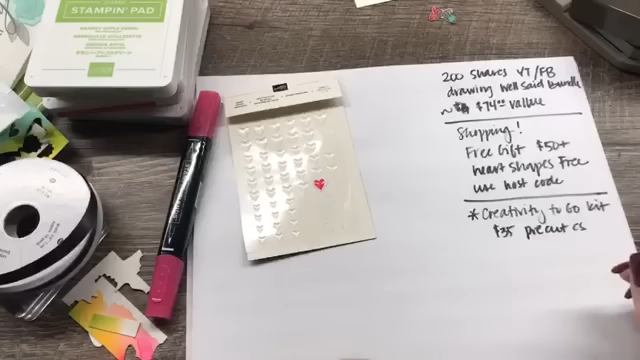 STAMPIN' PAD
200 shares YT/FB
drawing Well Said Bundle
~ $74.00 value
Shopping!
Free Gift $50+
heart shapes Free
use host code
* Creativity to Go kit
$35 precut cs